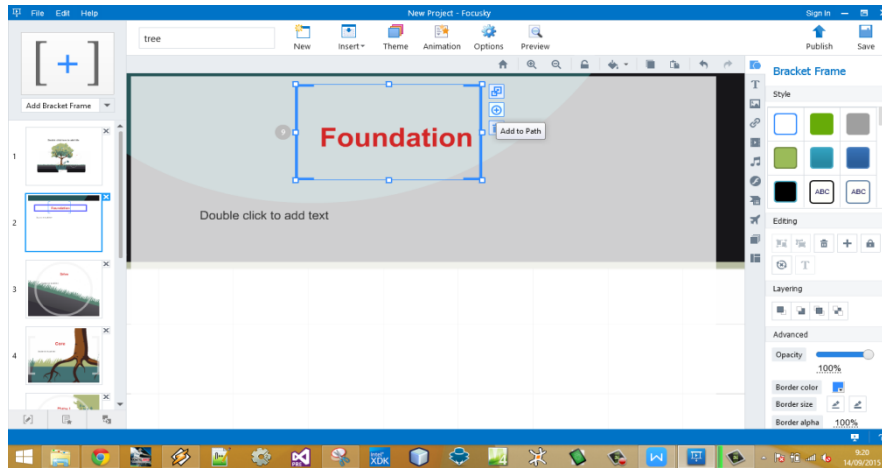 File Edit Help
New Project - Focusky
Sign In
tree
New
Insert
Theme
Animation
Options
Preview
Publish
Save
Add Bracket Frame
1
2
3
4
Foundation
Add to Path
Double click to add text
Bracket Frame
Style
ABC
ABC
Editing
T
Layering
Advanced
Opacity
100%
Border color
Border size
Border alpha 100%
XDK
9:20
14/09/2015